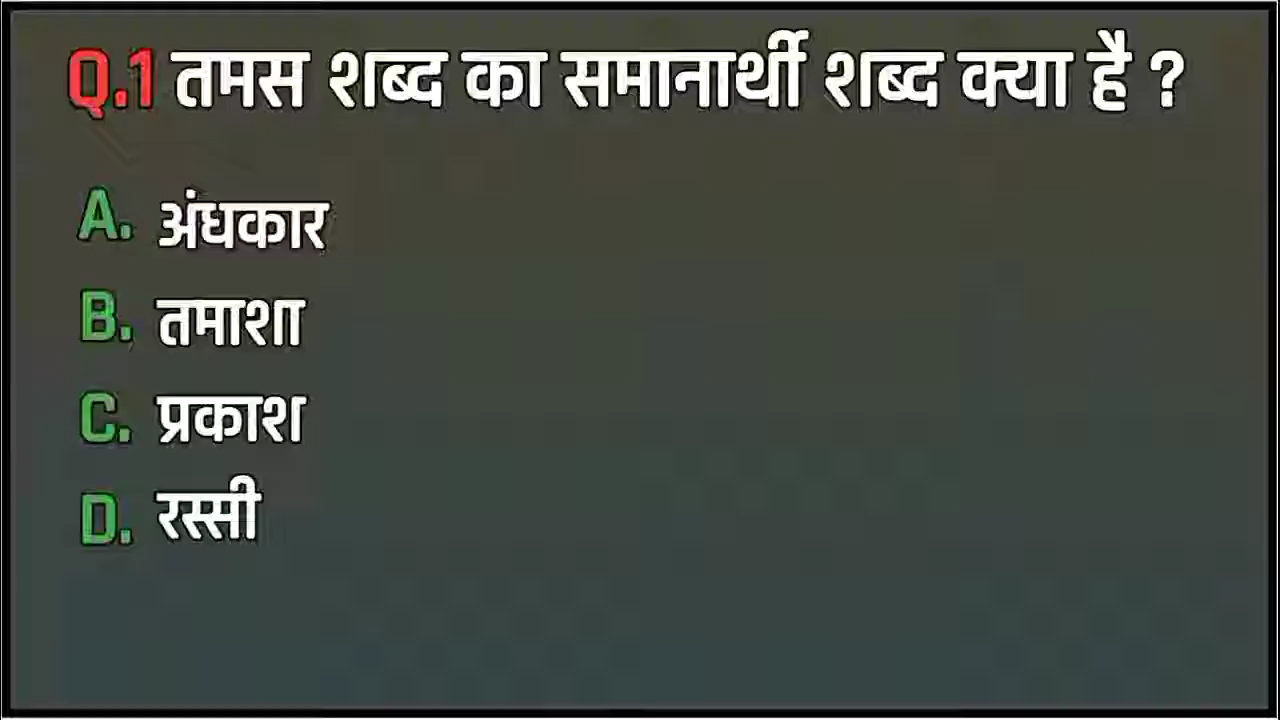 Q.1 तमस शब्द का समानार्थी शब्द क्या है ?
A. अंधकार
B. तमाशा
C. प्रकाश
D. रस्सी